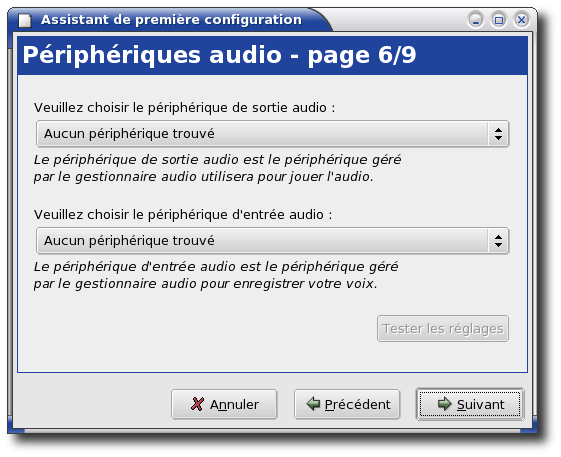 Assistant de première configuration
Périphériques audio - page 6/9
Veuillez choisir le périphérique de sortie audio :
Aucun périphérique trouvé
Le périphérique de sortie audio est le périphérique géré
par le gestionnaire audio utilisera pour jouer l'audio.
Veuillez choisir le périphérique d'entrée audio :
Aucun périphérique trouvé
Le périphérique d'entrée audio est le périphérique géré
par le gestionnaire audio pour enregistrer votre voix.
Tester les réglages
Annuler Précédent Suivant